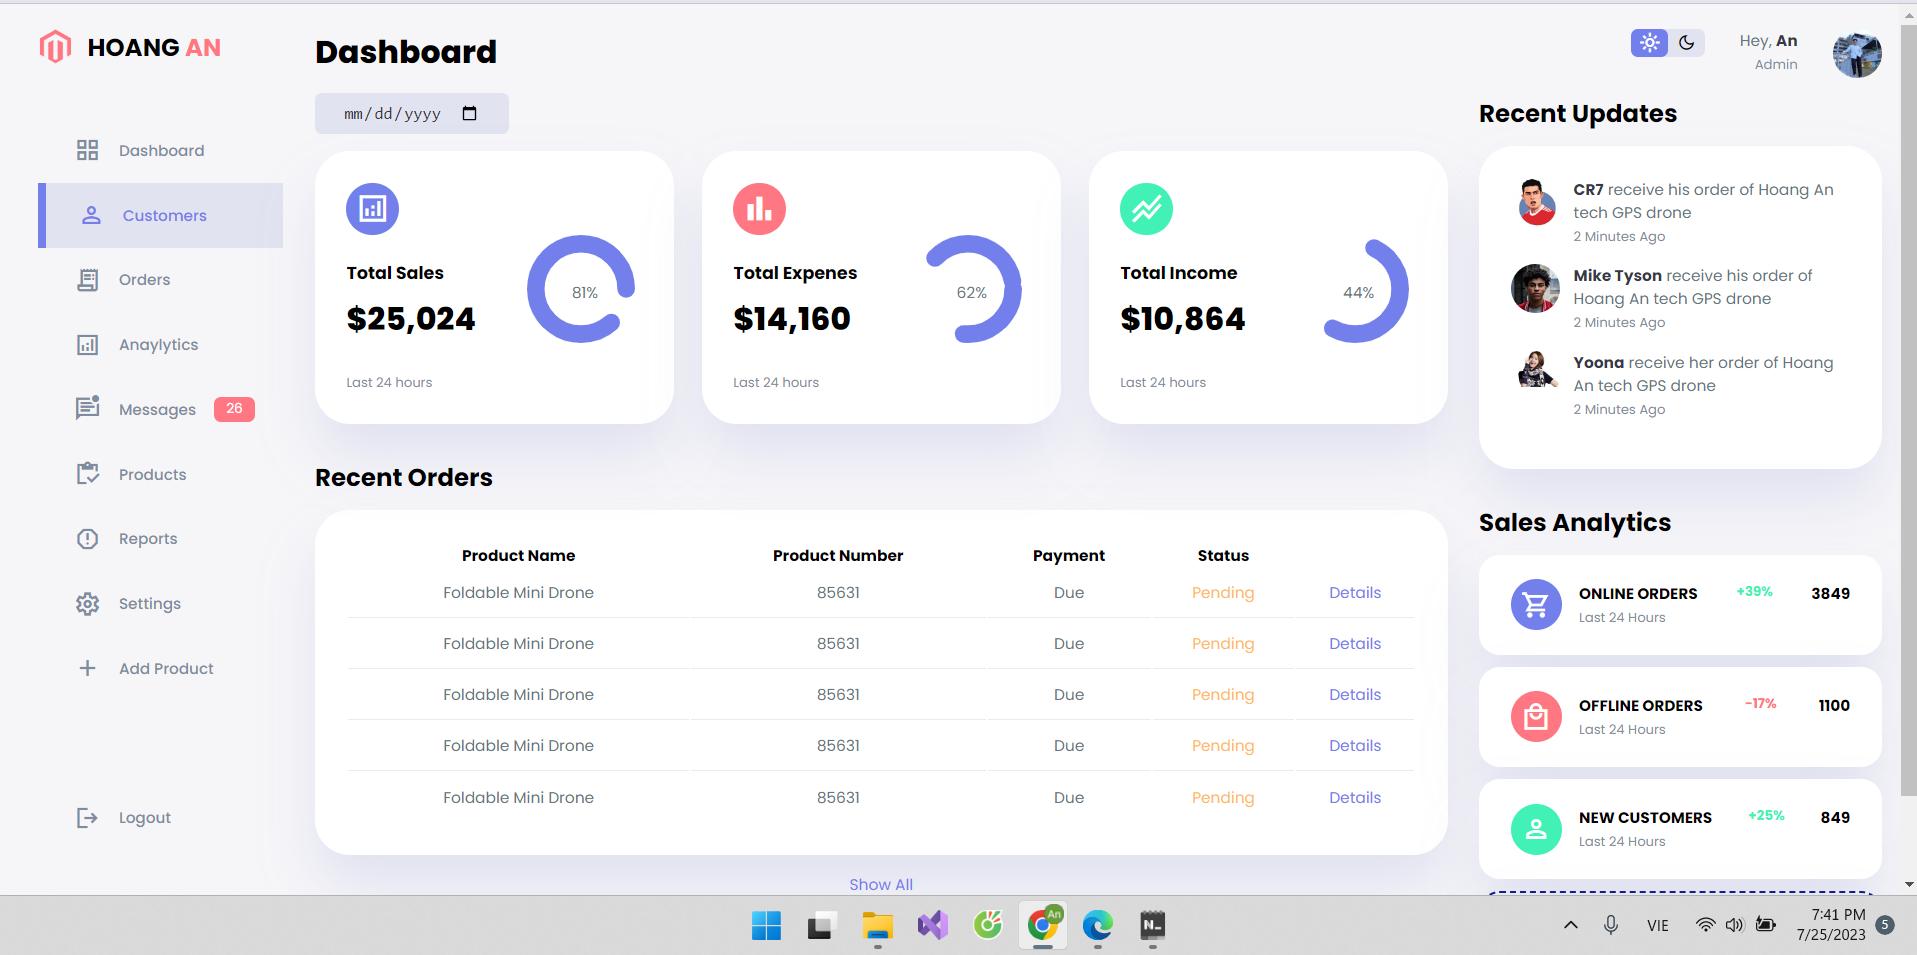 HOANG AN
Dashboard
Customers
Orders
Anaylytics
Messages 26
Products
Reports
Settings
Add Product
Logout
Dashboard
mm/dd/yyyy
Total Sales
$25,024
81%
Last 24 hours
Total Expenes
$14,160
62%
Last 24 hours
Total Income
$10,864
44%
Last 24 hours
Recent Orders
Product Name Product Number Payment Status
Foldable Mini Drone 85631 Due Pending Details
Foldable Mini Drone 85631 Due Pending Details
Foldable Mini Drone 85631 Due Pending Details
Foldable Mini Drone 85631 Due Pending Details
Foldable Mini Drone 85631 Due Pending Details
Show All
Hey, An
Admin
Recent Updates
CR7 receive his order of Hoang An
tech GPS drone
2 Minutes Ago
Mike Tyson receive his order of
Hoang An tech GPS drone
2 Minutes Ago
Yoona receive her order of Hoang
An tech GPS drone
2 Minutes Ago
Sales Analytics
ONLINE ORDERS +39% 3849
Last 24 Hours
OFFLINE ORDERS -17% 1100
Last 24 Hours
NEW CUSTOMERS +25% 849
Last 24 Hours
An
N_
VIE
7:41 PM
7/25/2023
5